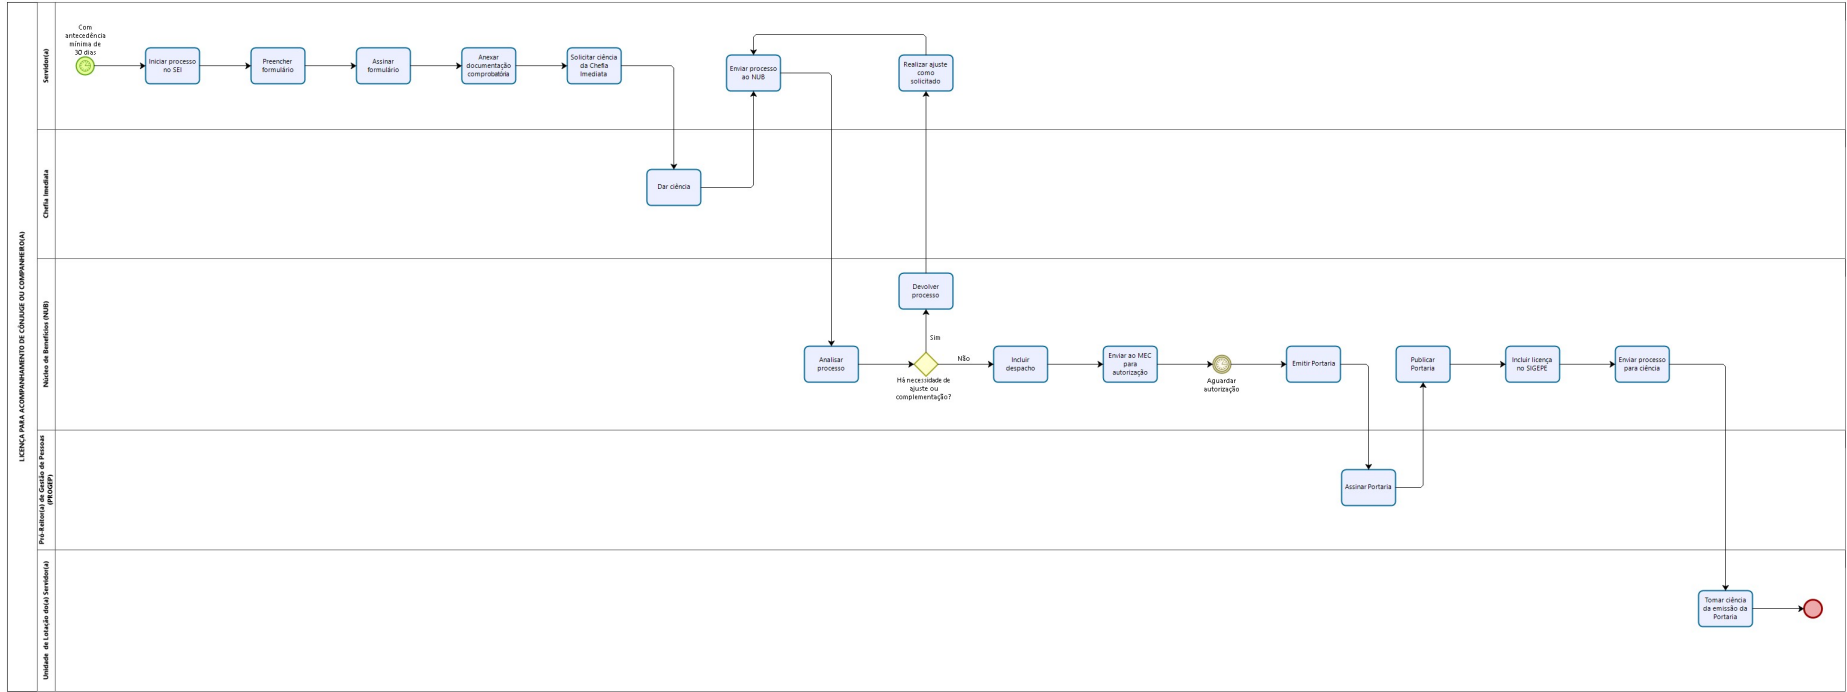 LICENÇA PARA ACOMPANHAMENTO DE CÔNJUGE OU COMPANHEIRO(A)
Servidor(a)
Com
antecedência
mínima de
30 dias
Iniciar processo
no SEI
Preencher
formulário
Assinar
formulário
Anexar
documentação
comprobatória
Solicitar ciência
da Chefia
Imediata
Enviar processo
ao NUB
Realizar ajuste
como
solicitado
Chefia Imediata
Dar ciência
Núcleo de Benefícios (NUB)
Devolver
processo
Sim
Analisar
processo
Há necessidade de
ajuste ou
complementação?
Não
Incluir
despacho
Enviar ao MEC
para
autorização
Aguardar
autorização
Emitir Portaria
Publicar
Portaria
Incluir licença
no SIGEPE
Enviar processo
para ciência
Pró-Reitor(a) de Gestão de Pessoas
(PROGEP)
Assinar Portaria
Unidade de Lotação do(a) Servidor(a)
Tomar ciência
da emissão da
Portaria